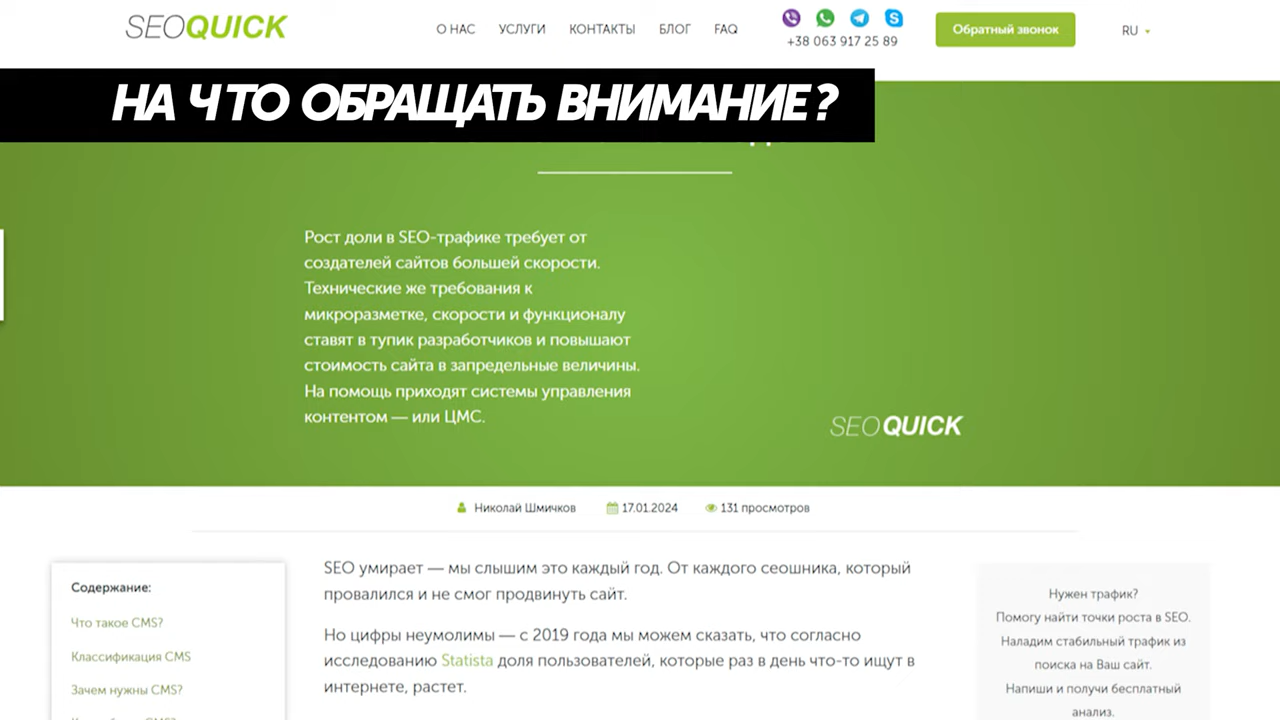 SEOQUICK
О НАС УСЛУГИ КОНТАКТЫ БЛОГ FAQ
+38 063 917 25 89
Обратный звонок
RU
НА ЧТО ОБРАЩАТЬ ВНИМАНИЕ?
Рост доли в SEO-трафике требует от
создателей сайтов большей скорости.
Технические же требования к
микроразметке, скорости и функционалу
ставят в тупик разработчиков и повышают
стоимость сайта в запредельные величины.
На помощь приходят системы управления
контентом — или ЦМС.
SEOQUICK
Николай Шмичков 17.01.2024 131 просмотров
Содержание:
Что такое CMS?
Классификация CMS
Зачем нужны CMS?
SEO умирает — мы слышим это каждый год. От каждого сеошника, который
провалился и не смог продвинуть сайт.
Но цифры неумолимы — с 2019 года мы можем сказать, что согласно
исследованию Statista доля пользователей, которые раз в день что-то ищут в
интернете, растет.
Нужен трафик?
Помогу найти точки роста в SEO.
Наладим стабильный трафик из
поиска на Ваш сайт.
Напиши и получи бесплатный
анализ.